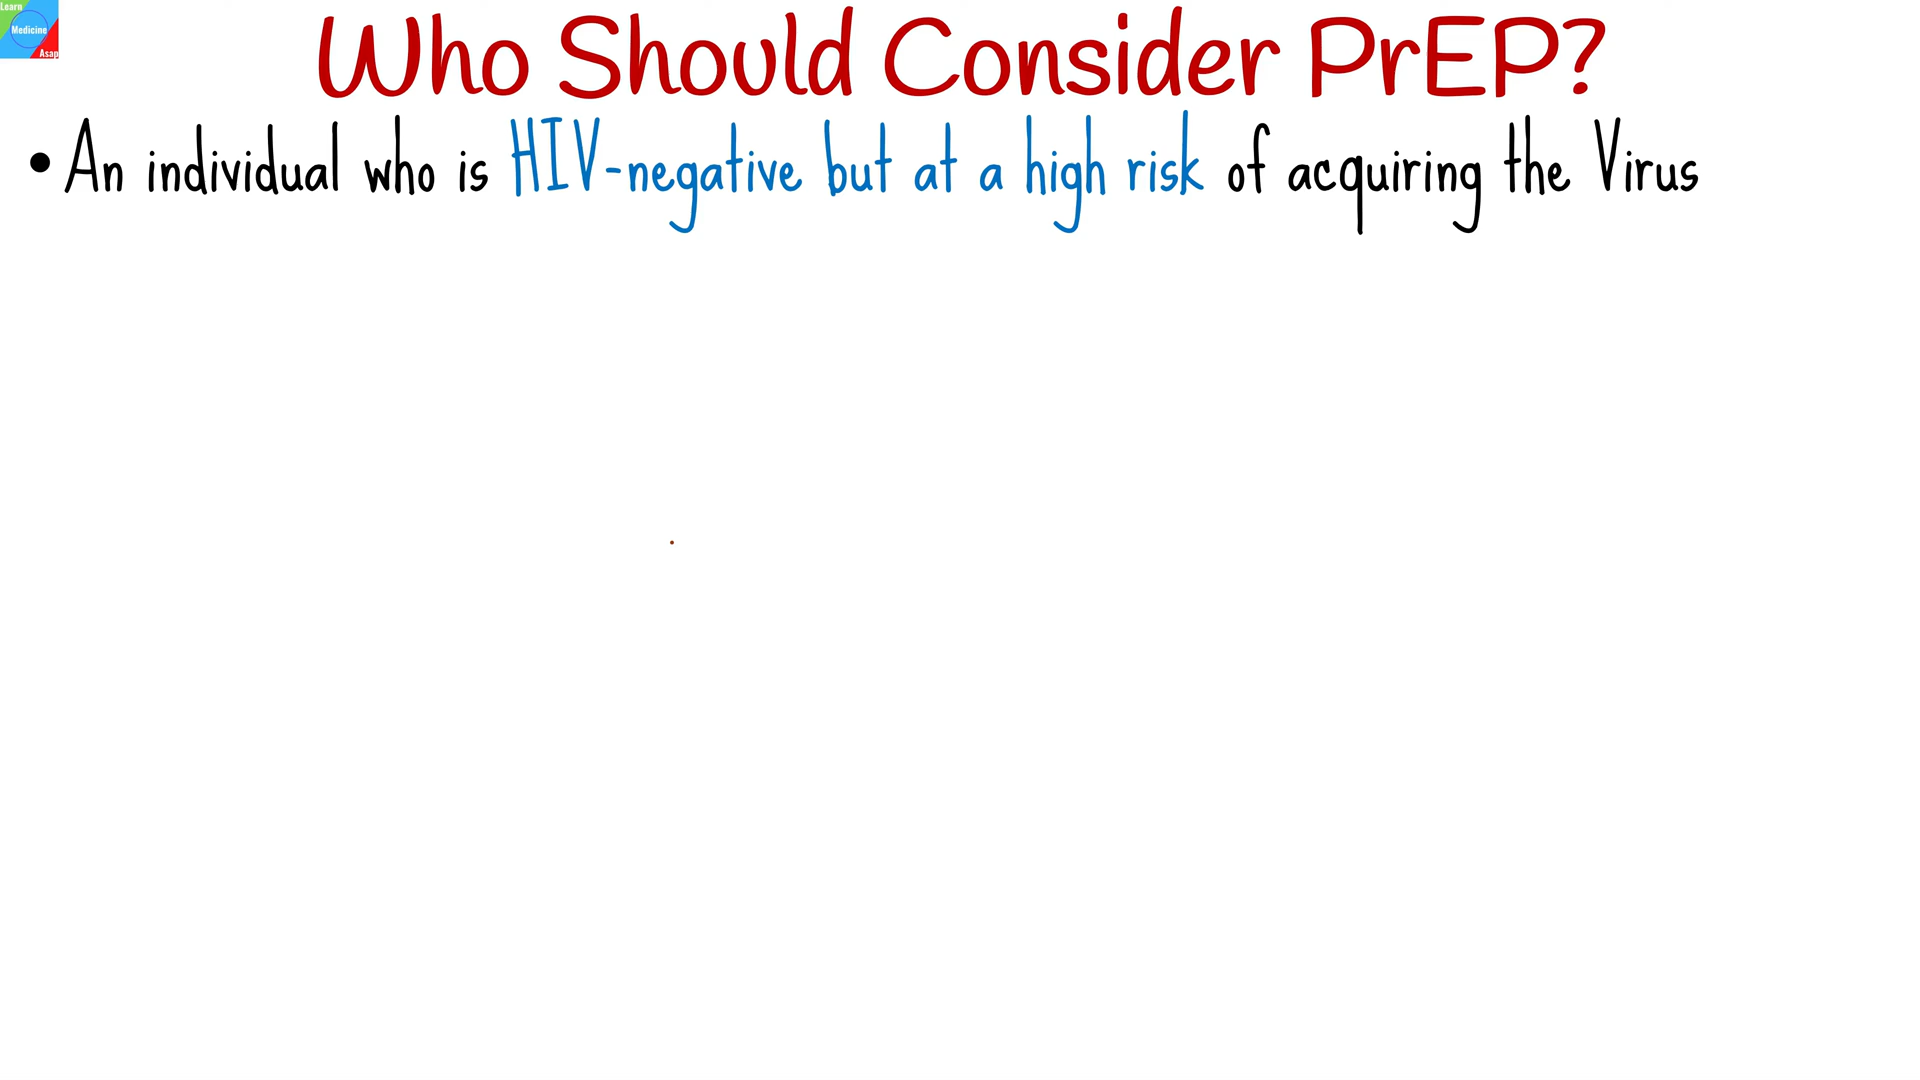 Learn
Medicine
Asap
Who Should Consider PrEP?
• An individual who is HIV-negative but at a high risk of acquiring the Virus